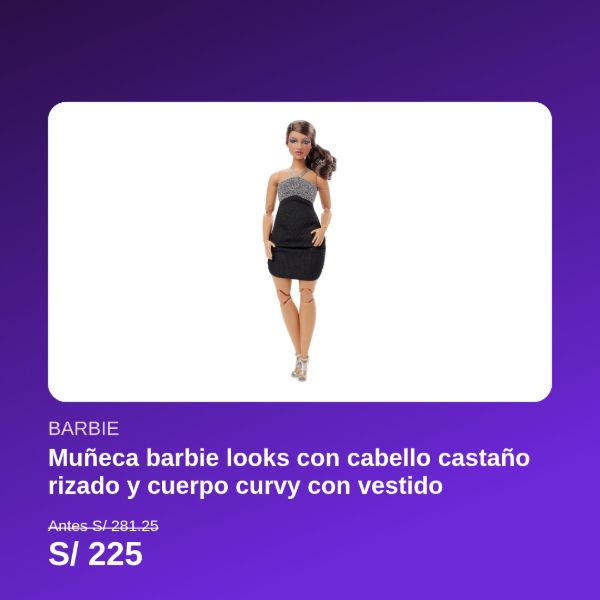 BARBIE
Muñeca barbie looks con cabello castaño
rizado y cuerpo curvy con vestido
Antes S/ 281.25
S/ 225